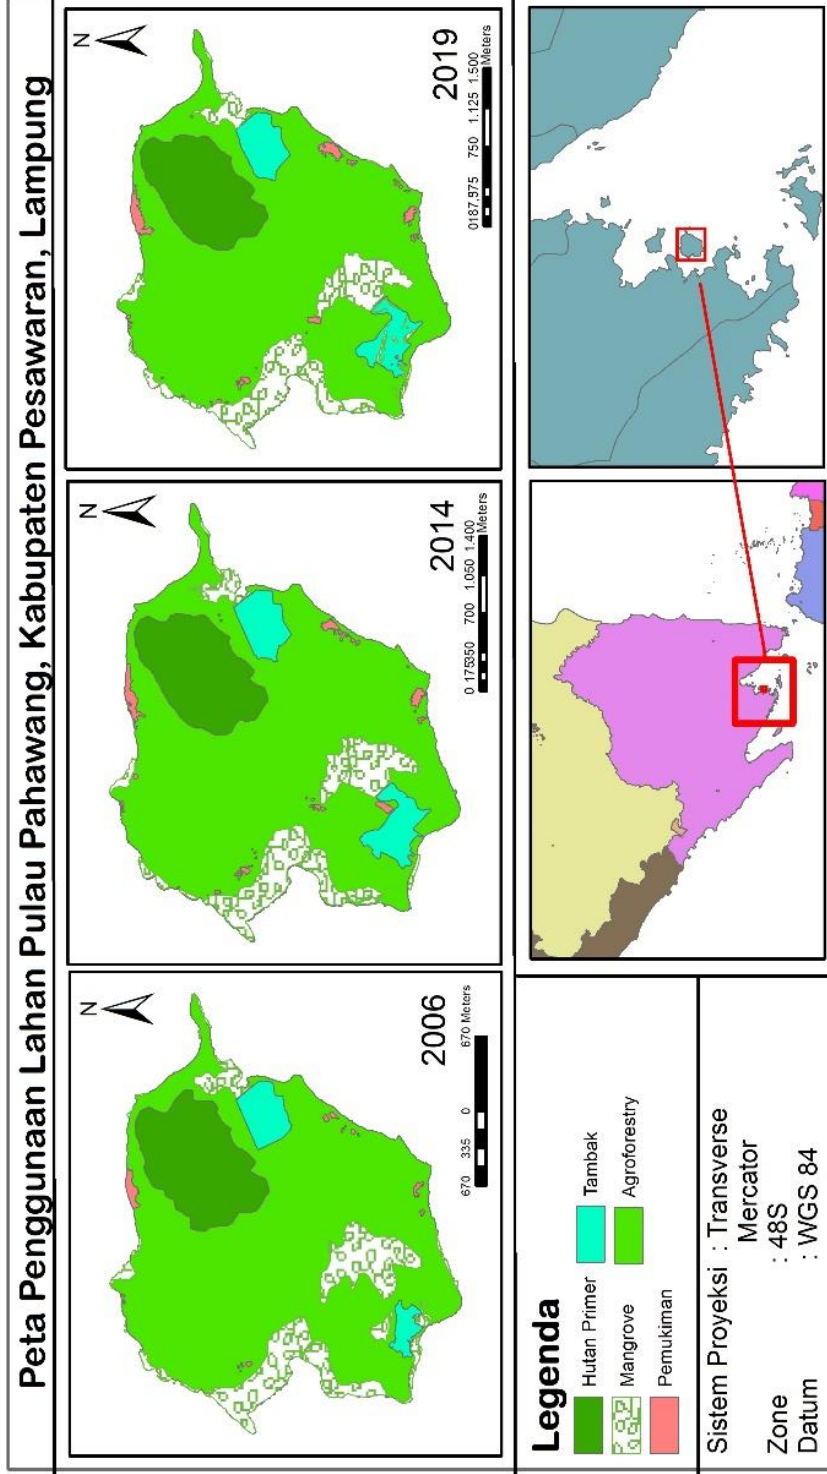 Peta Penggunaan Lahan Pulau Pahawang, Kabupaten Pesawaran, Lampung
N
2006
670 335 0 670 Meters
N
2014
0 175350 700 1.050 1.400
Meters
N
2019
0187,5375 750 1.125 1.500
Meters
Legenda
Hutan Primer
Mangrove
Pemukiman
Tambak
Agroforestry
Sistem Proyeksi : Transverse
Mercator
Zone : 48S
Datum : WGS 84